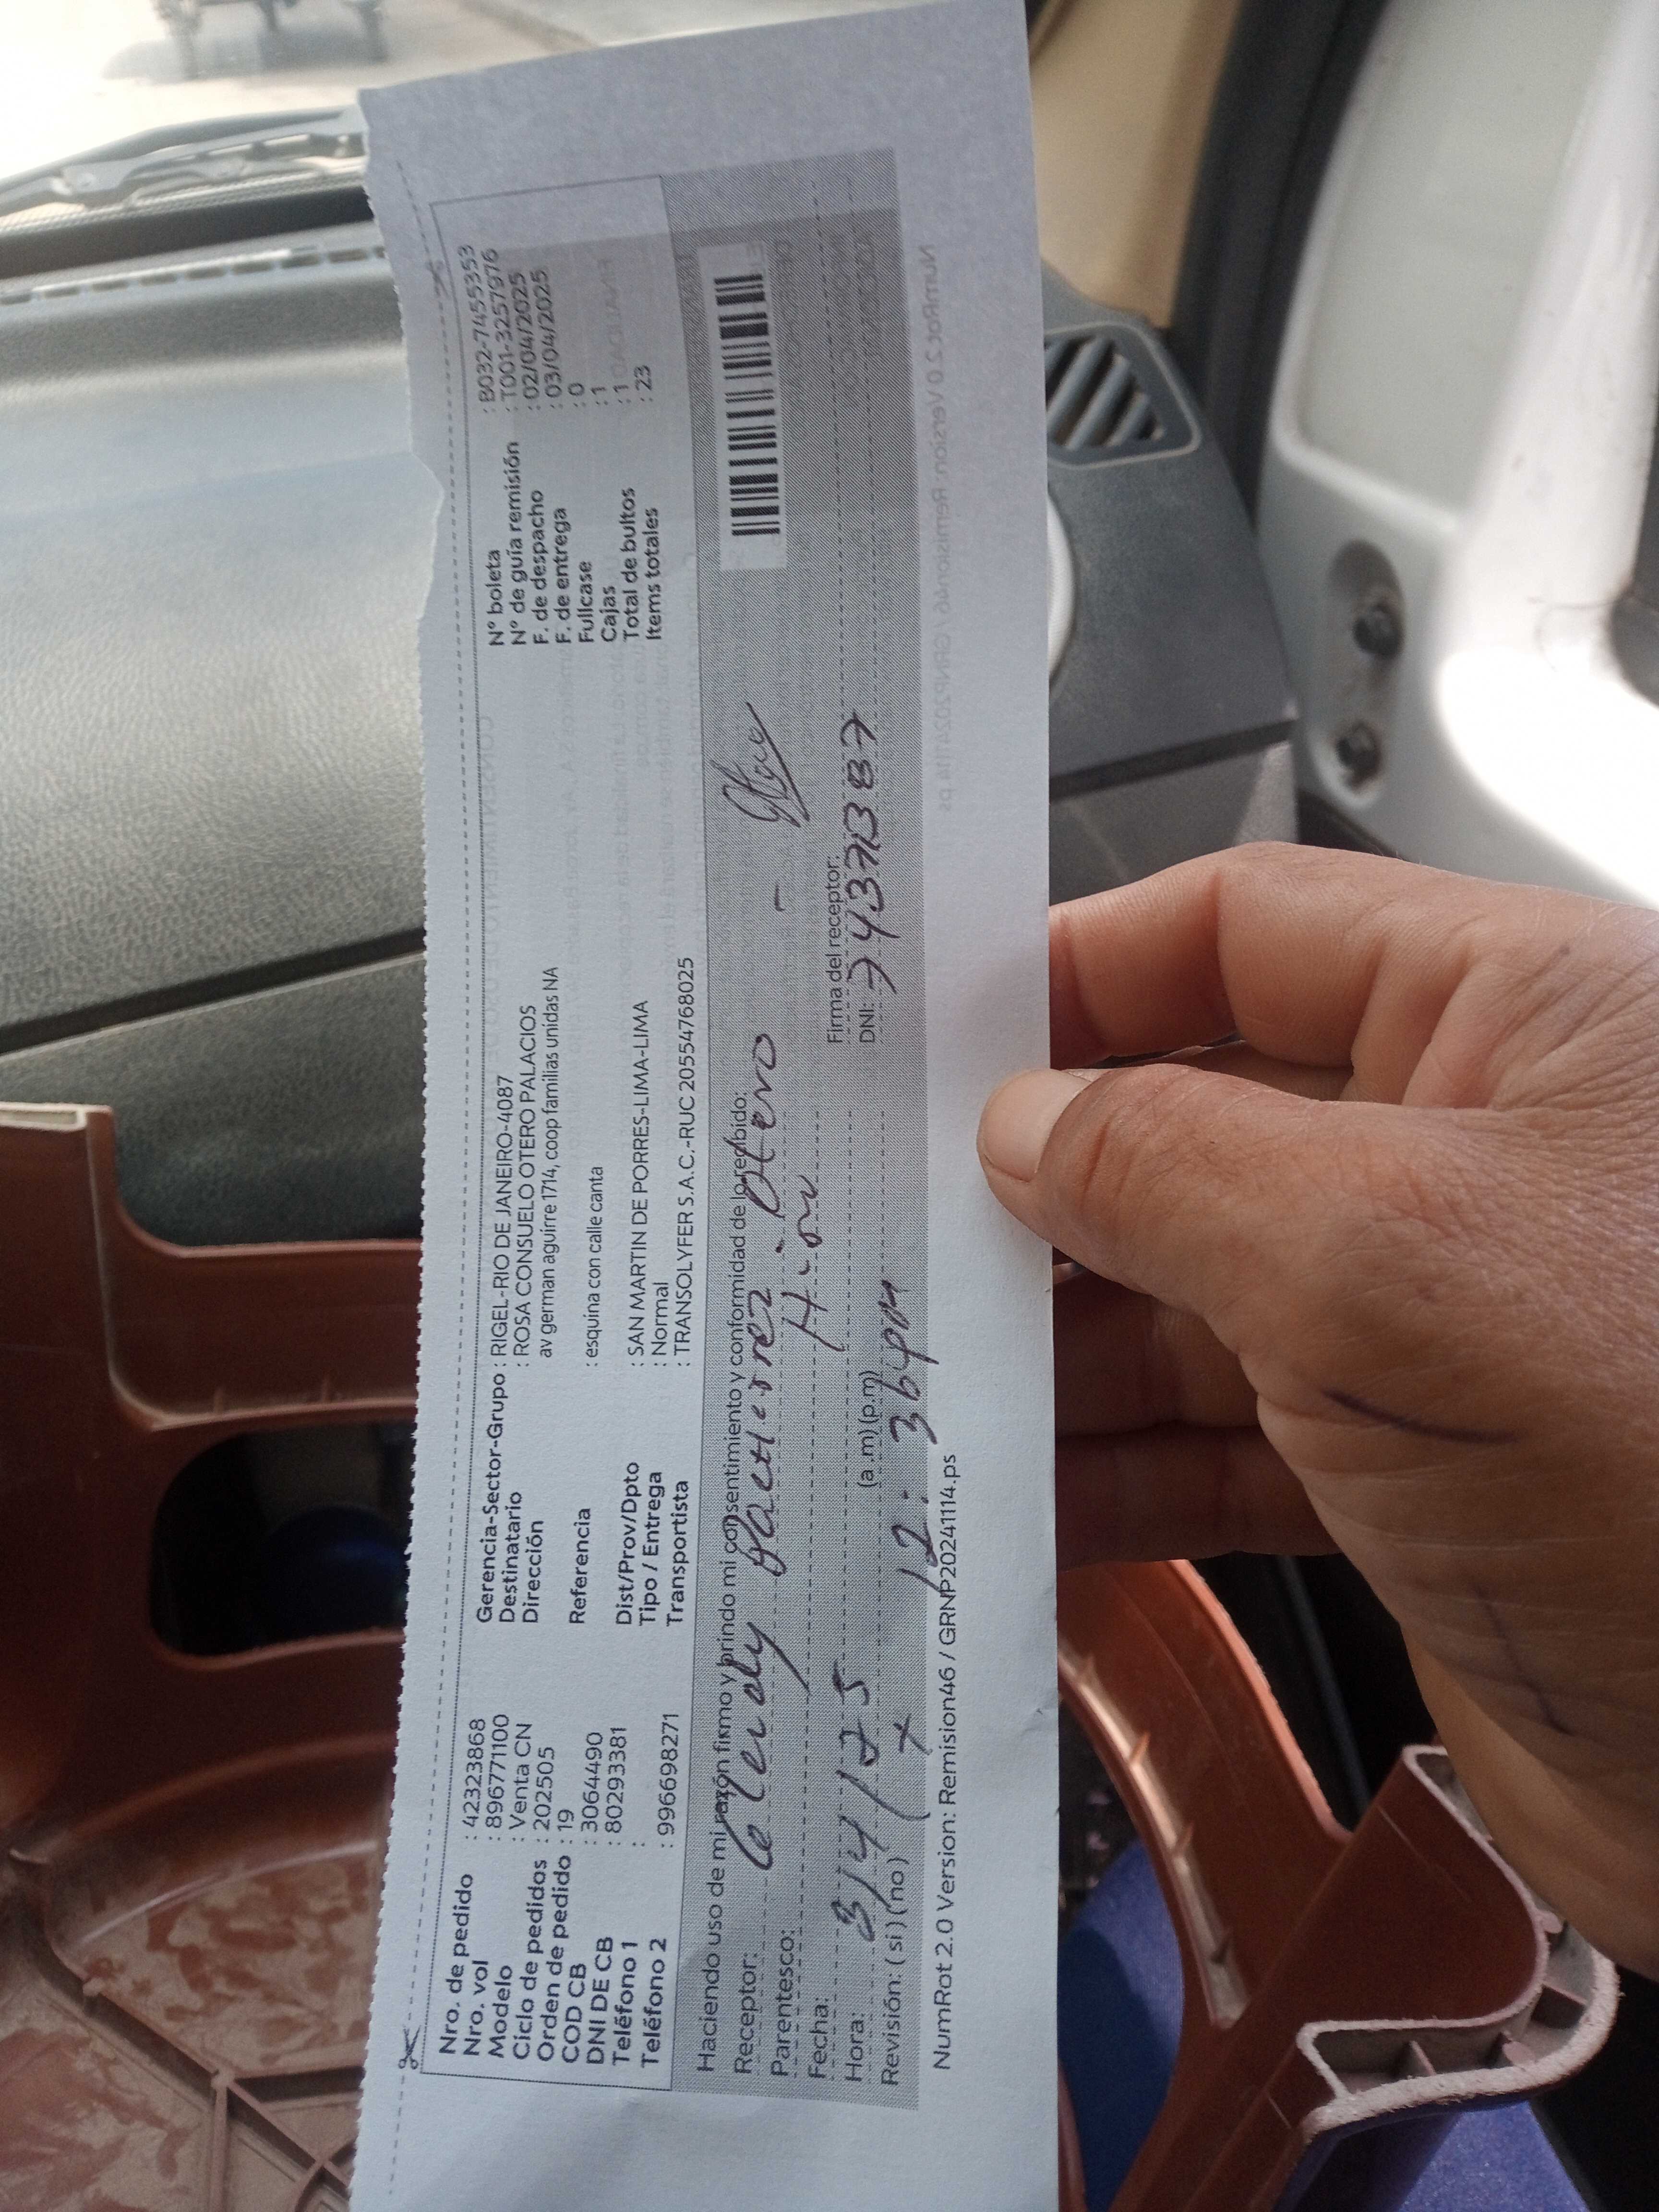 Nro. de pedido : 42323868
Nro. vol : 896771100
Modelo : Venta CN
Ciclo de pedidos : 202505
Orden de pedido : 19
COD CB : 3064490
DNI DE CB : 80293381
Teléfono 1 :
Teléfono 2 : 996698271
Gerencia-Sector-Grupo : RIGEL-RIO DE JANEIRO-4087
Destinatario : ROSA CONSUELO OTERO PALACIOS
Dirección av german aguirre 1714, coop familias unidas NA
Referencia : esquina con calle canta
Dist/Prov/Dpto : SAN MARTIN DE PORRES-LIMA-LIMA
Tipo / Entrega : Normal
Transportista : TRANSOLYFER S.A.C.-RUC 20554768025
N° boleta : B032-7455353
N° de guía remisión : T001-3257976
F. de despacho : 02/04/2025
F. de entrega : 03/04/2025
Fullcase : 0
Cajas : 1
Total de bultos : 1
Items totales : 23
Haciendo uso de mi razón firmo y brindo mi consentimiento y conformidad de lo recibido:
Receptor: Otero
Parentesco:
Fecha: 3/4/25
Firma del receptor:
Hora: (a.m)(p.m) 12:36pm
DNI: 74371387
Revisión: (si)(no) x
NumRot 2.0 Version: Remision46 / GRNP20241114.ps